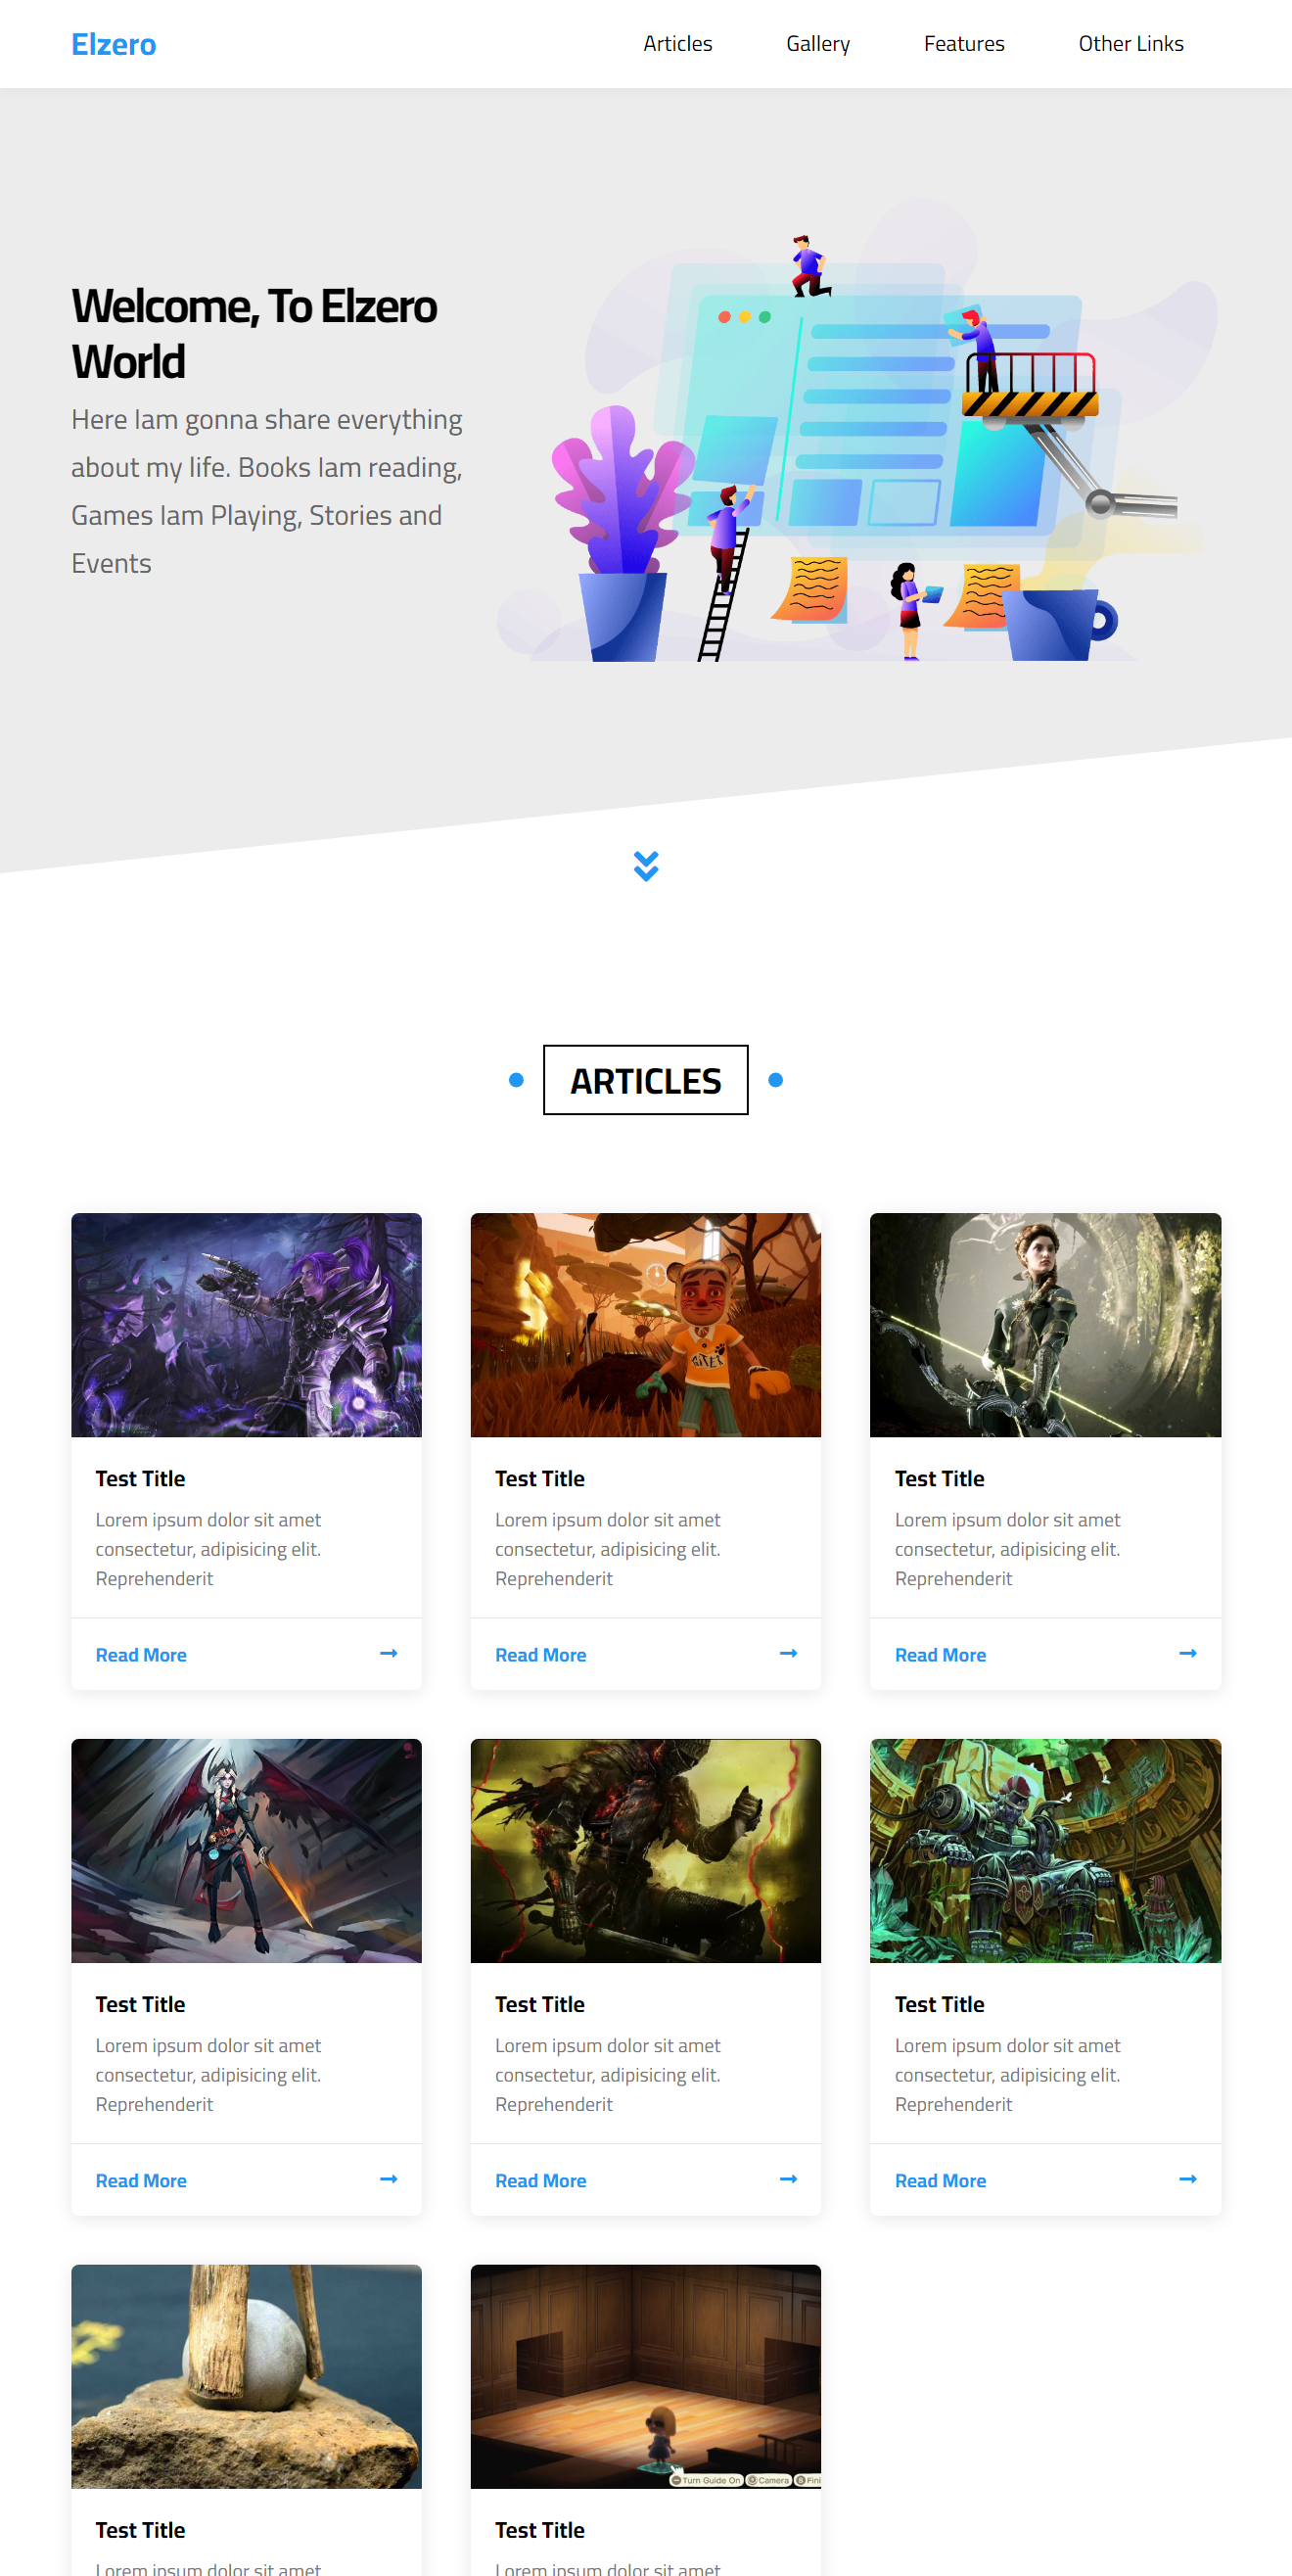 Elzero
Articles
Gallery
Features
Other Links
Welcome, To Elzero
World
Here Iam gonna share everything
about my life. Books Iam reading,
Games Iam Playing, Stories and
Events
ARTICLES
Test Title
Lorem ipsum dolor sit amet
consectetur, adipisicing elit.
Reprehenderit
Read More
Test Title
Lorem ipsum dolor sit amet
consectetur, adipisicing elit.
Reprehenderit
Read More
Test Title
Lorem ipsum dolor sit amet
consectetur, adipisicing elit.
Reprehenderit
Read More
Test Title
Lorem ipsum dolor sit amet
consectetur, adipisicing elit.
Reprehenderit
Read More
Test Title
Lorem ipsum dolor sit amet
consectetur, adipisicing elit.
Reprehenderit
Read More
Test Title
Lorem ipsum dolor sit amet
consectetur, adipisicing elit.
Reprehenderit
Read More
Test Title
Lorem ipsum dolor sit amet
Turn Guide On
Camera
Test Title
Lorem ipsum dolor sit amet